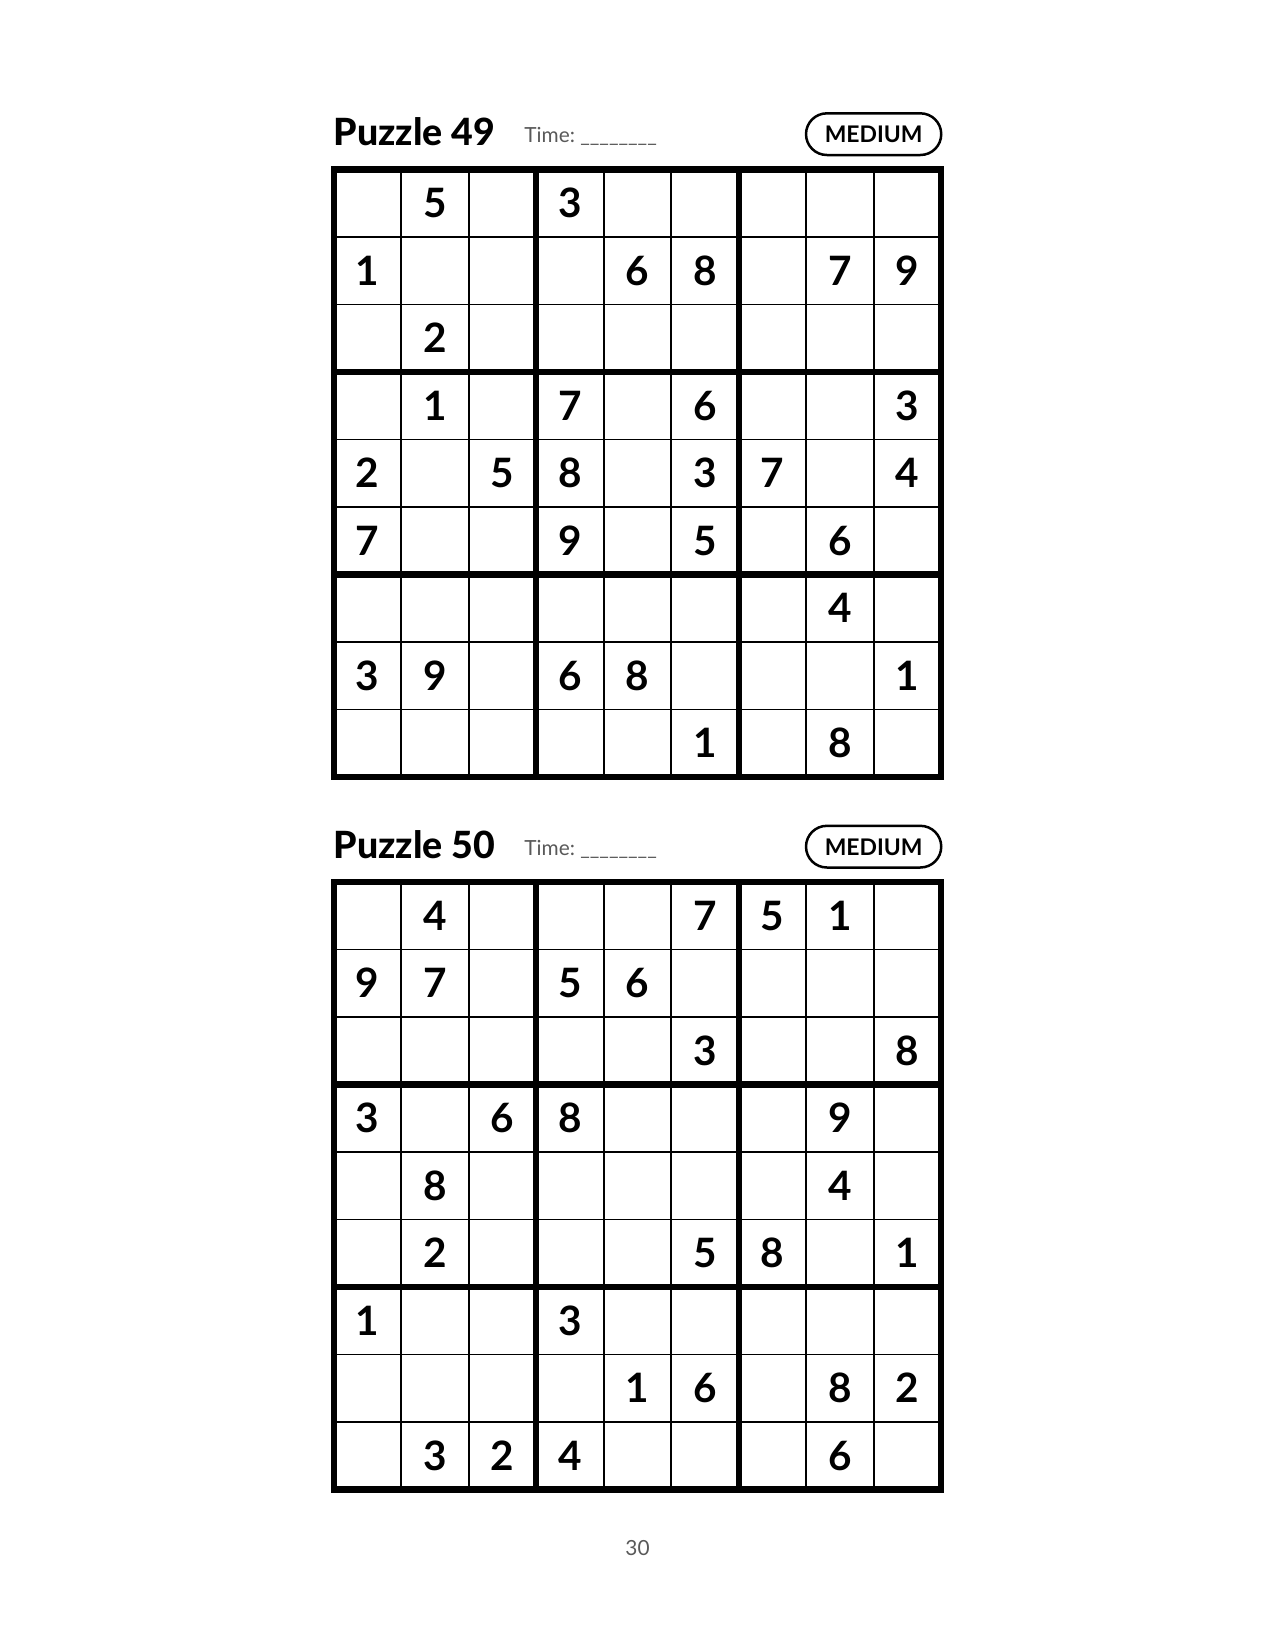 Puzzle 49 Time: ________ MEDIUM
5 3
1 6 8 7 9
2
1 7 6 3
2 5 8 3 7 4
7 9 5 6
4
3 9 6 8 1
1 8
Puzzle 50 Time: ________ MEDIUM
4 7 5 1
9 7 5 6
3 8
3 6 8 9
8 4
2 5 8 1
1 3
1 6 8 2
3 2 4 6
30